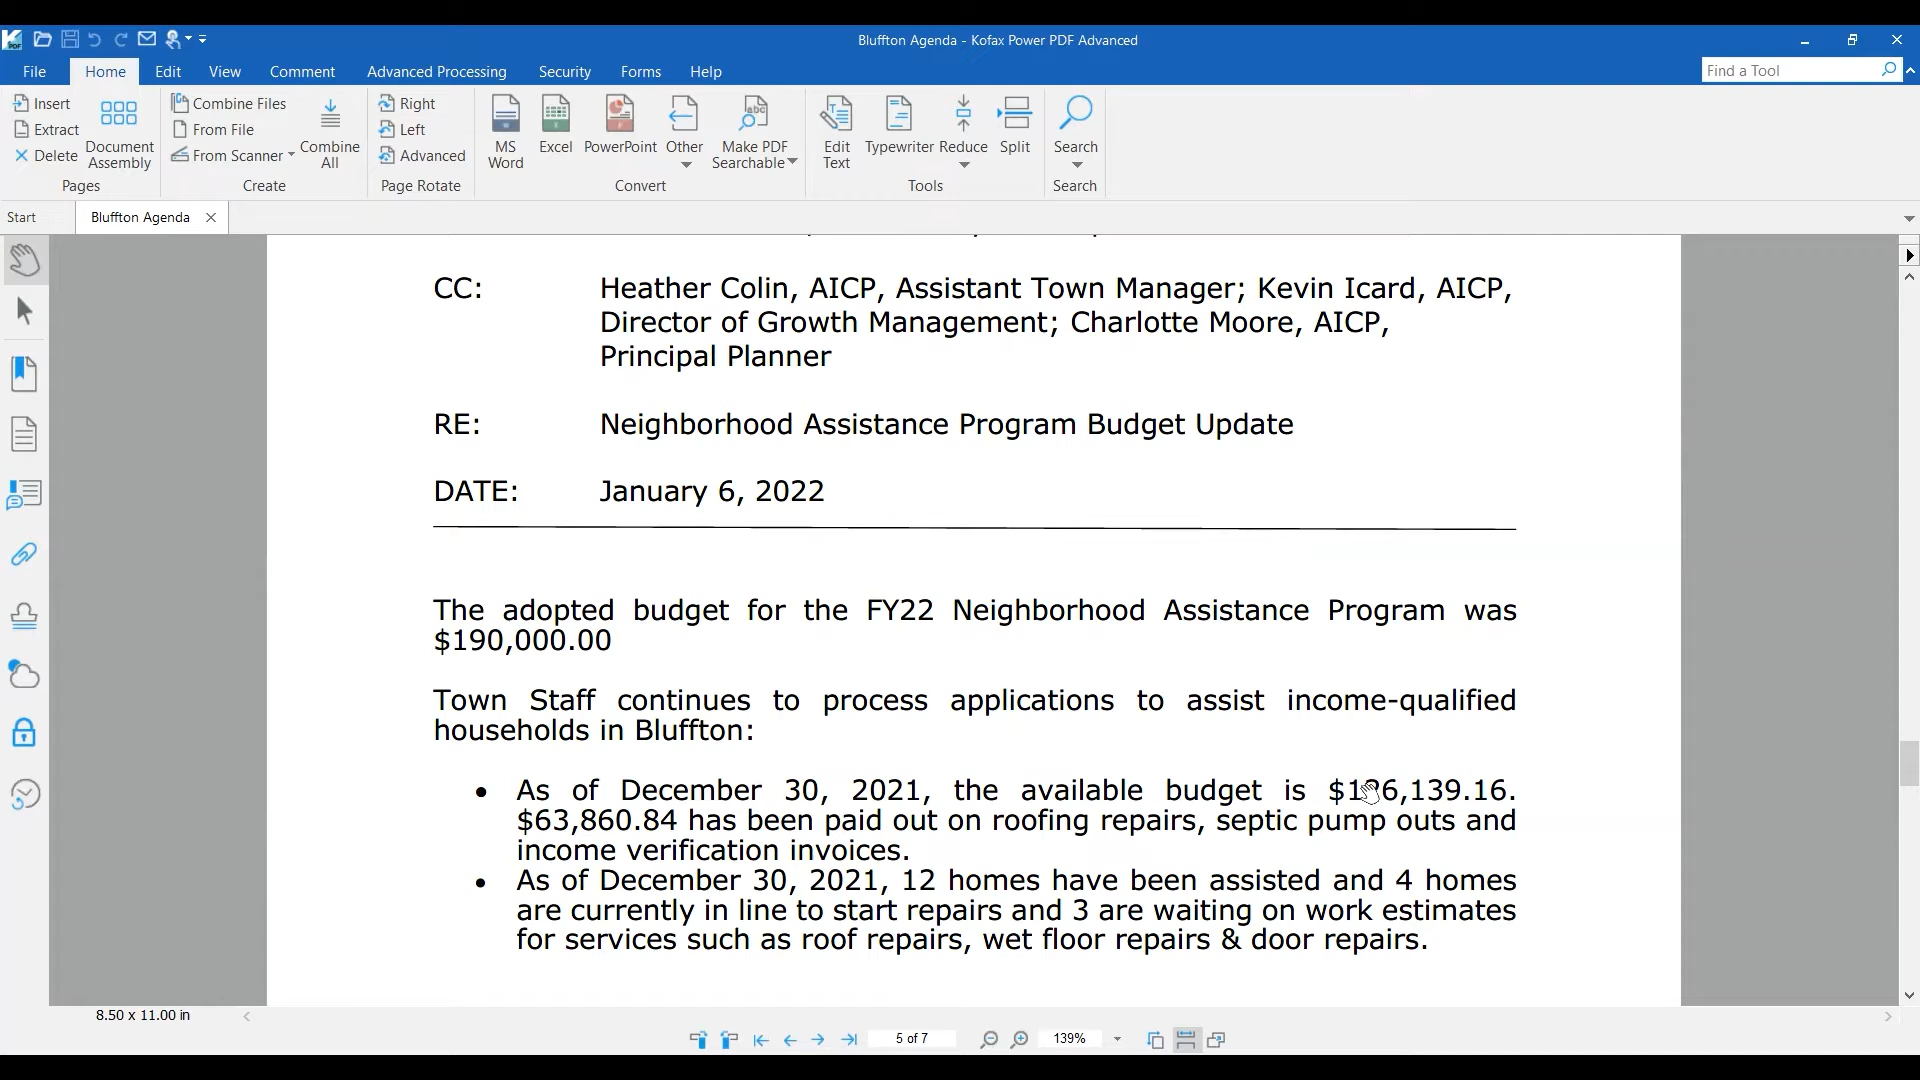 Bluffton Agenda - Kofax Power PDF Advanced
File Home Edit View Comment Advanced Processing Security Forms Help Find a Tool
Insert Extract Delete Document Assembly
Pages
Combine Files From File From Scanner Combine All
Create
Right Left Advanced
Page Rotate
MS Word Excel PowerPoint Other Make PDF Searchable
Convert
Edit Text Typewriter Reduce Split
Tools
Search
Search
Start Bluffton Agenda
CC: Heather Colin, AICP, Assistant Town Manager; Kevin Icard, AICP,
Director of Growth Management; Charlotte Moore, AICP,
Principal Planner
RE: Neighborhood Assistance Program Budget Update
DATE: January 6, 2022
The adopted budget for the FY22 Neighborhood Assistance Program was
$190,000.00
Town Staff continues to process applications to assist income-qualified
households in Bluffton:
• As of December 30, 2021, the available budget is $126,139.16.
$63,860.84 has been paid out on roofing repairs, septic pump outs and
income verification invoices.
• As of December 30, 2021, 12 homes have been assisted and 4 homes
are currently in line to start repairs and 3 are waiting on work estimates
for services such as roof repairs, wet floor repairs & door repairs.
8.50 x 11.00 in
5 of 7 139%